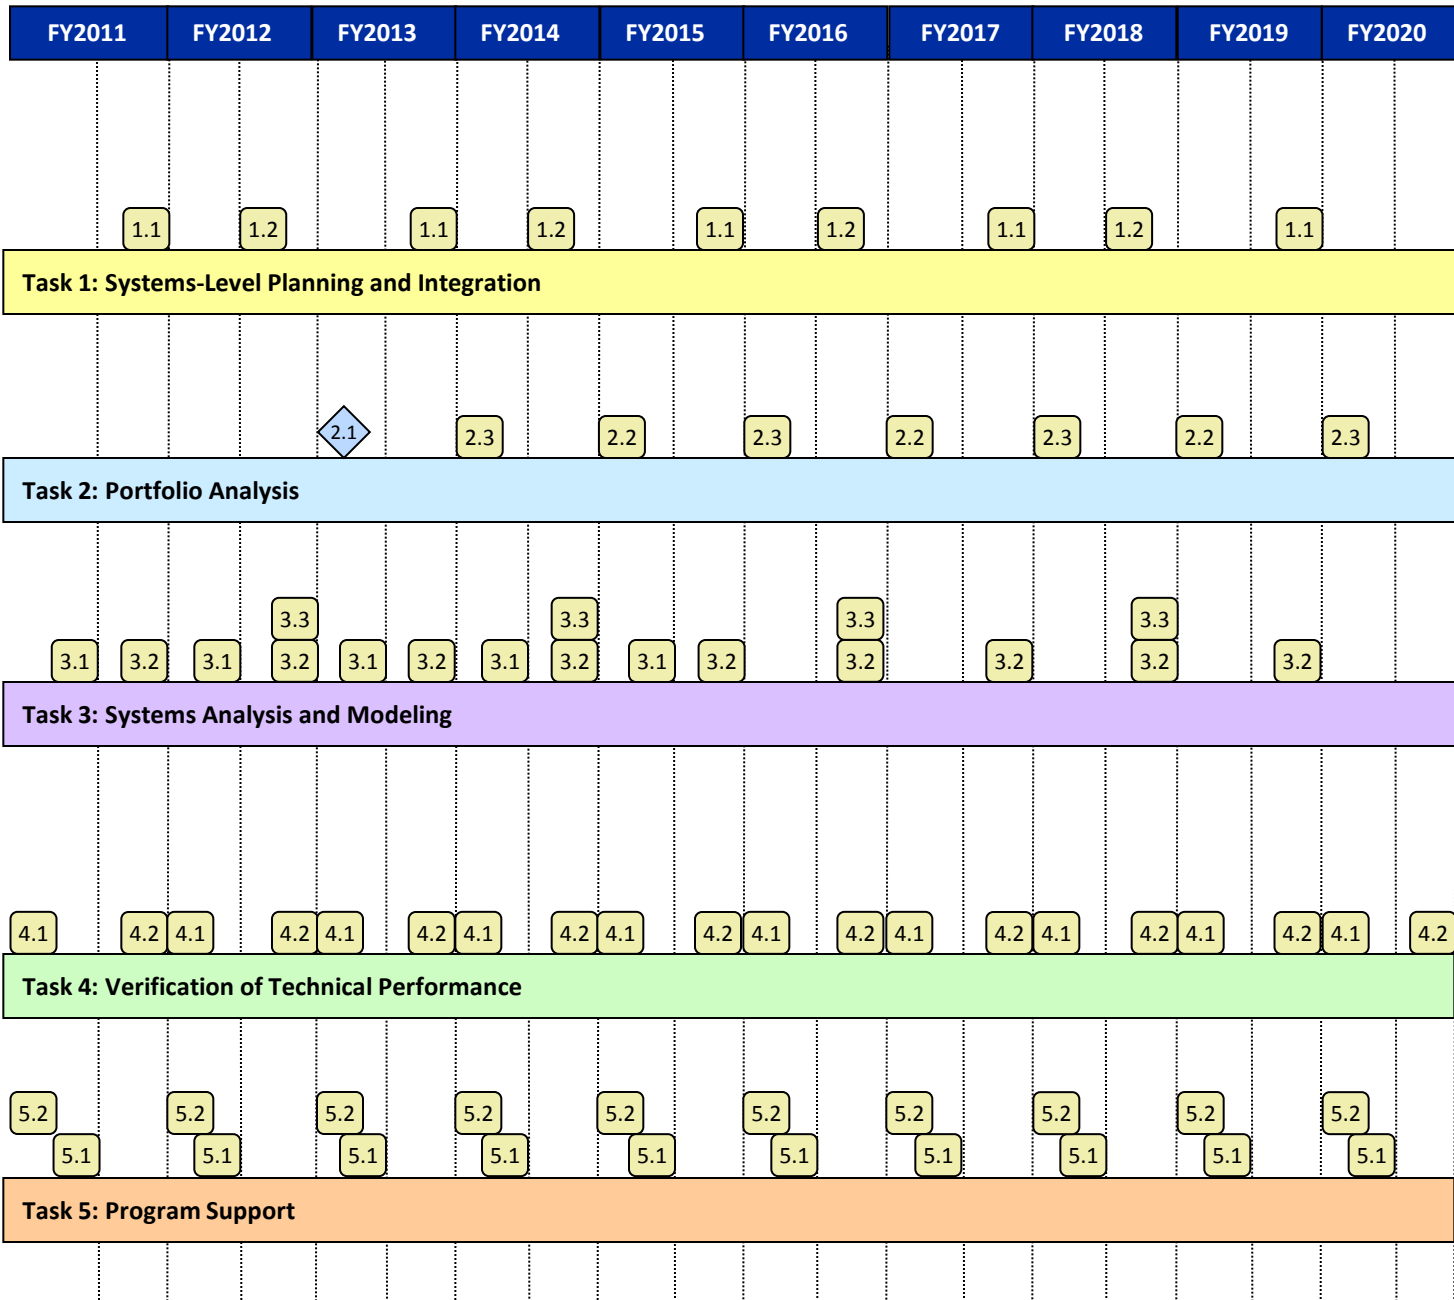 FY2011 FY2012 FY2013 FY2014 FY2015 FY2016 FY2017 FY2018 FY2019 FY2020
1.1 1.2 1.1 1.2 1.1 1.2 1.1 1.2 1.1
Task 1: Systems-Level Planning and Integration
2.1 2.3 2.2 2.3 2.2 2.3 2.2 2.3
Task 2: Portfolio Analysis
3.3 3.3 3.3 3.3
3.1 3.2 3.1 3.2 3.1 3.2 3.1 3.2 3.1 3.2 3.2 3.2 3.2 3.2
Task 3: Systems Analysis and Modeling
4.1 4.2 4.1 4.2 4.1 4.2 4.1 4.2 4.1 4.2 4.1 4.2 4.1 4.2 4.1 4.2 4.1 4.2 4.1 4.2
Task 4: Verification of Technical Performance
5.2 5.2 5.2 5.2 5.2 5.2 5.2 5.2 5.2 5.2
5.1 5.1 5.1 5.1 5.1 5.1 5.1 5.1 5.1 5.1
Task 5: Program Support